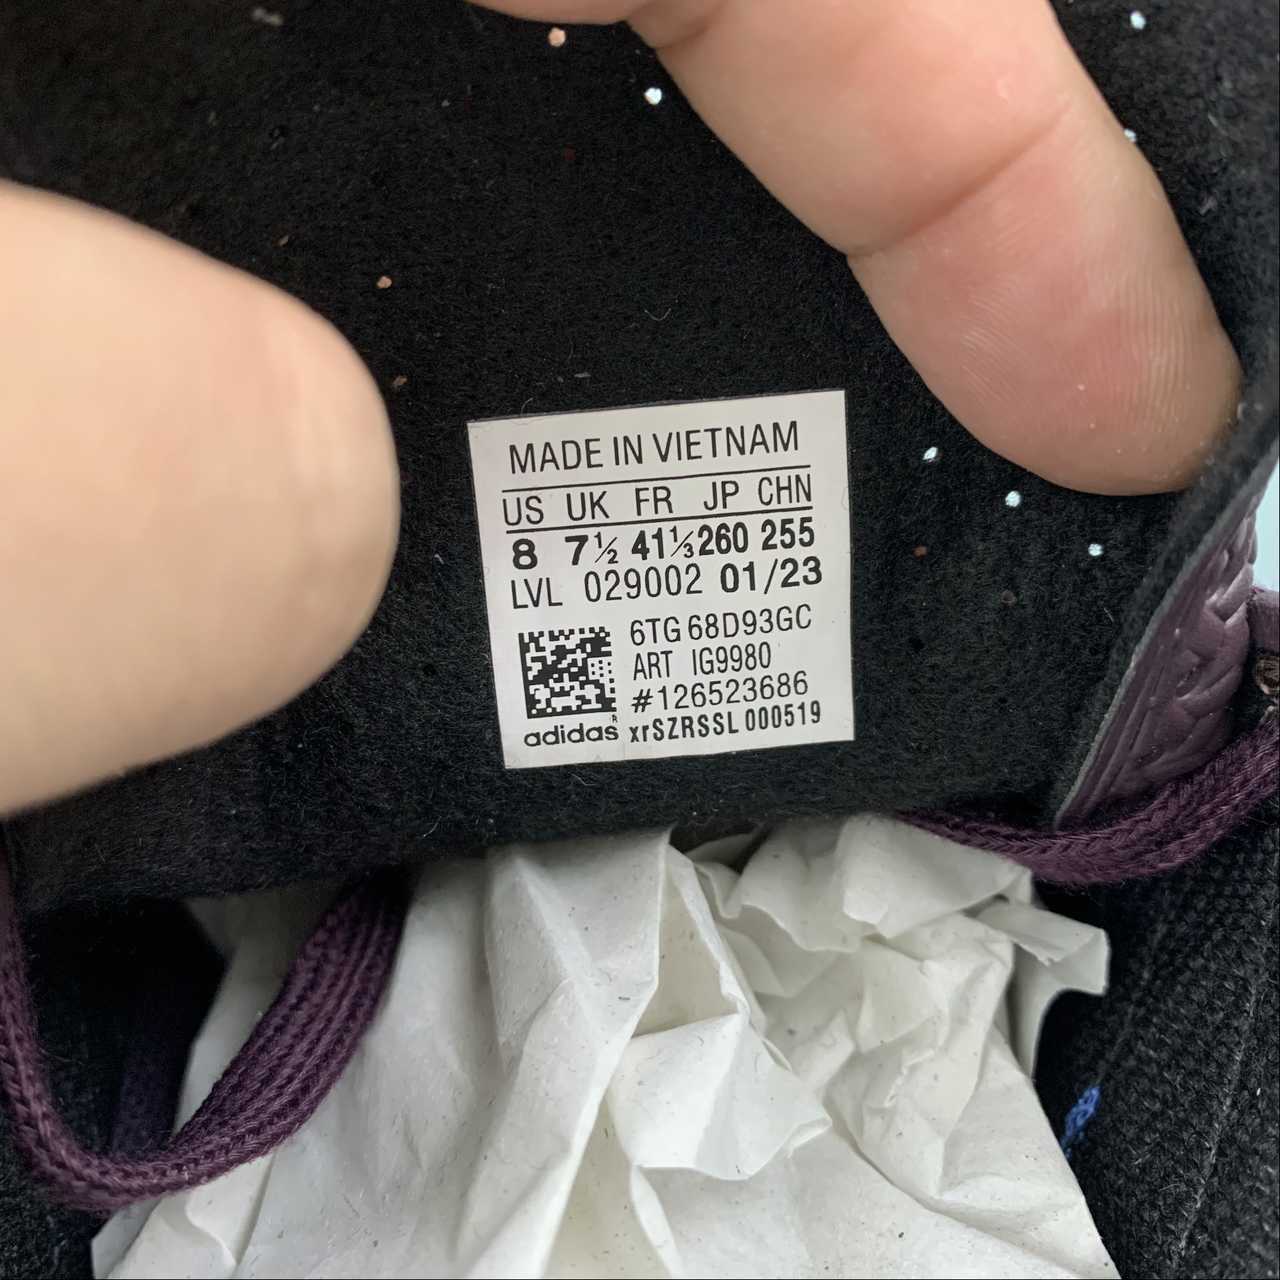 MADE IN VIETNAM
US UK FR JP CHN
8 7½ 41⅓ 260 255
LVL 029002 01/23
6TG 68D93GC
ART IG9980
#126523686
adidas® xrSZRSSL 000519